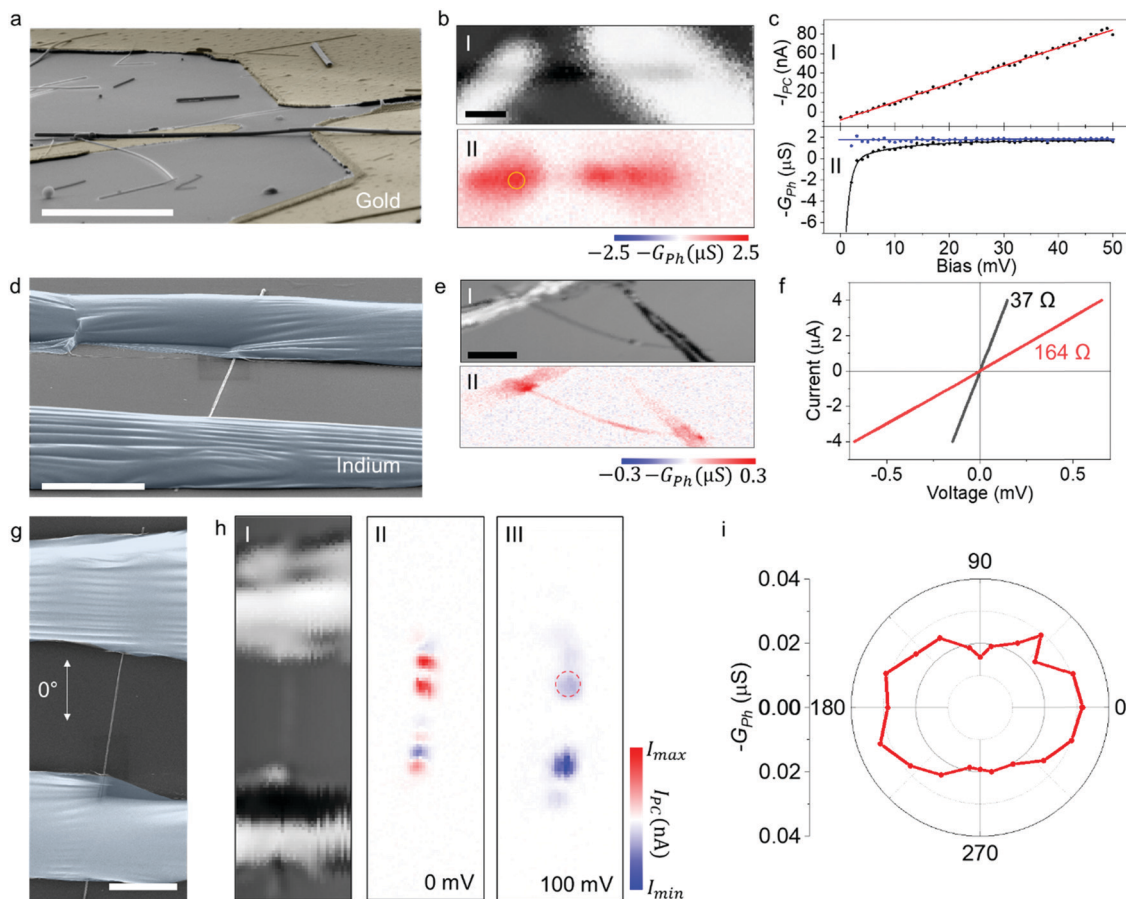 a
Gold
b
I
II
−2.5 −G_Ph(μS) 2.5
c
80
60
40
20
0
-I_PC (nA)
I
2
0
-2
-4
-6
-G_Ph (μS)
II
0 10 20 30 40 50
Bias (mV)
d
Indium
e
I
II
−0.3 −G_Ph(μS) 0.3
f
4
2
0
-2
-4
Current (μA)
37 Ω
164 Ω
-0.5 0.0 0.5
Voltage (mV)
g
0°
h
I
II
0 mV
III
100 mV
I_max
I_PC (nA)
I_min
i
0.04
0.02
0.00
0.02
0.04
-G_Ph (μS)
90
180
0
270